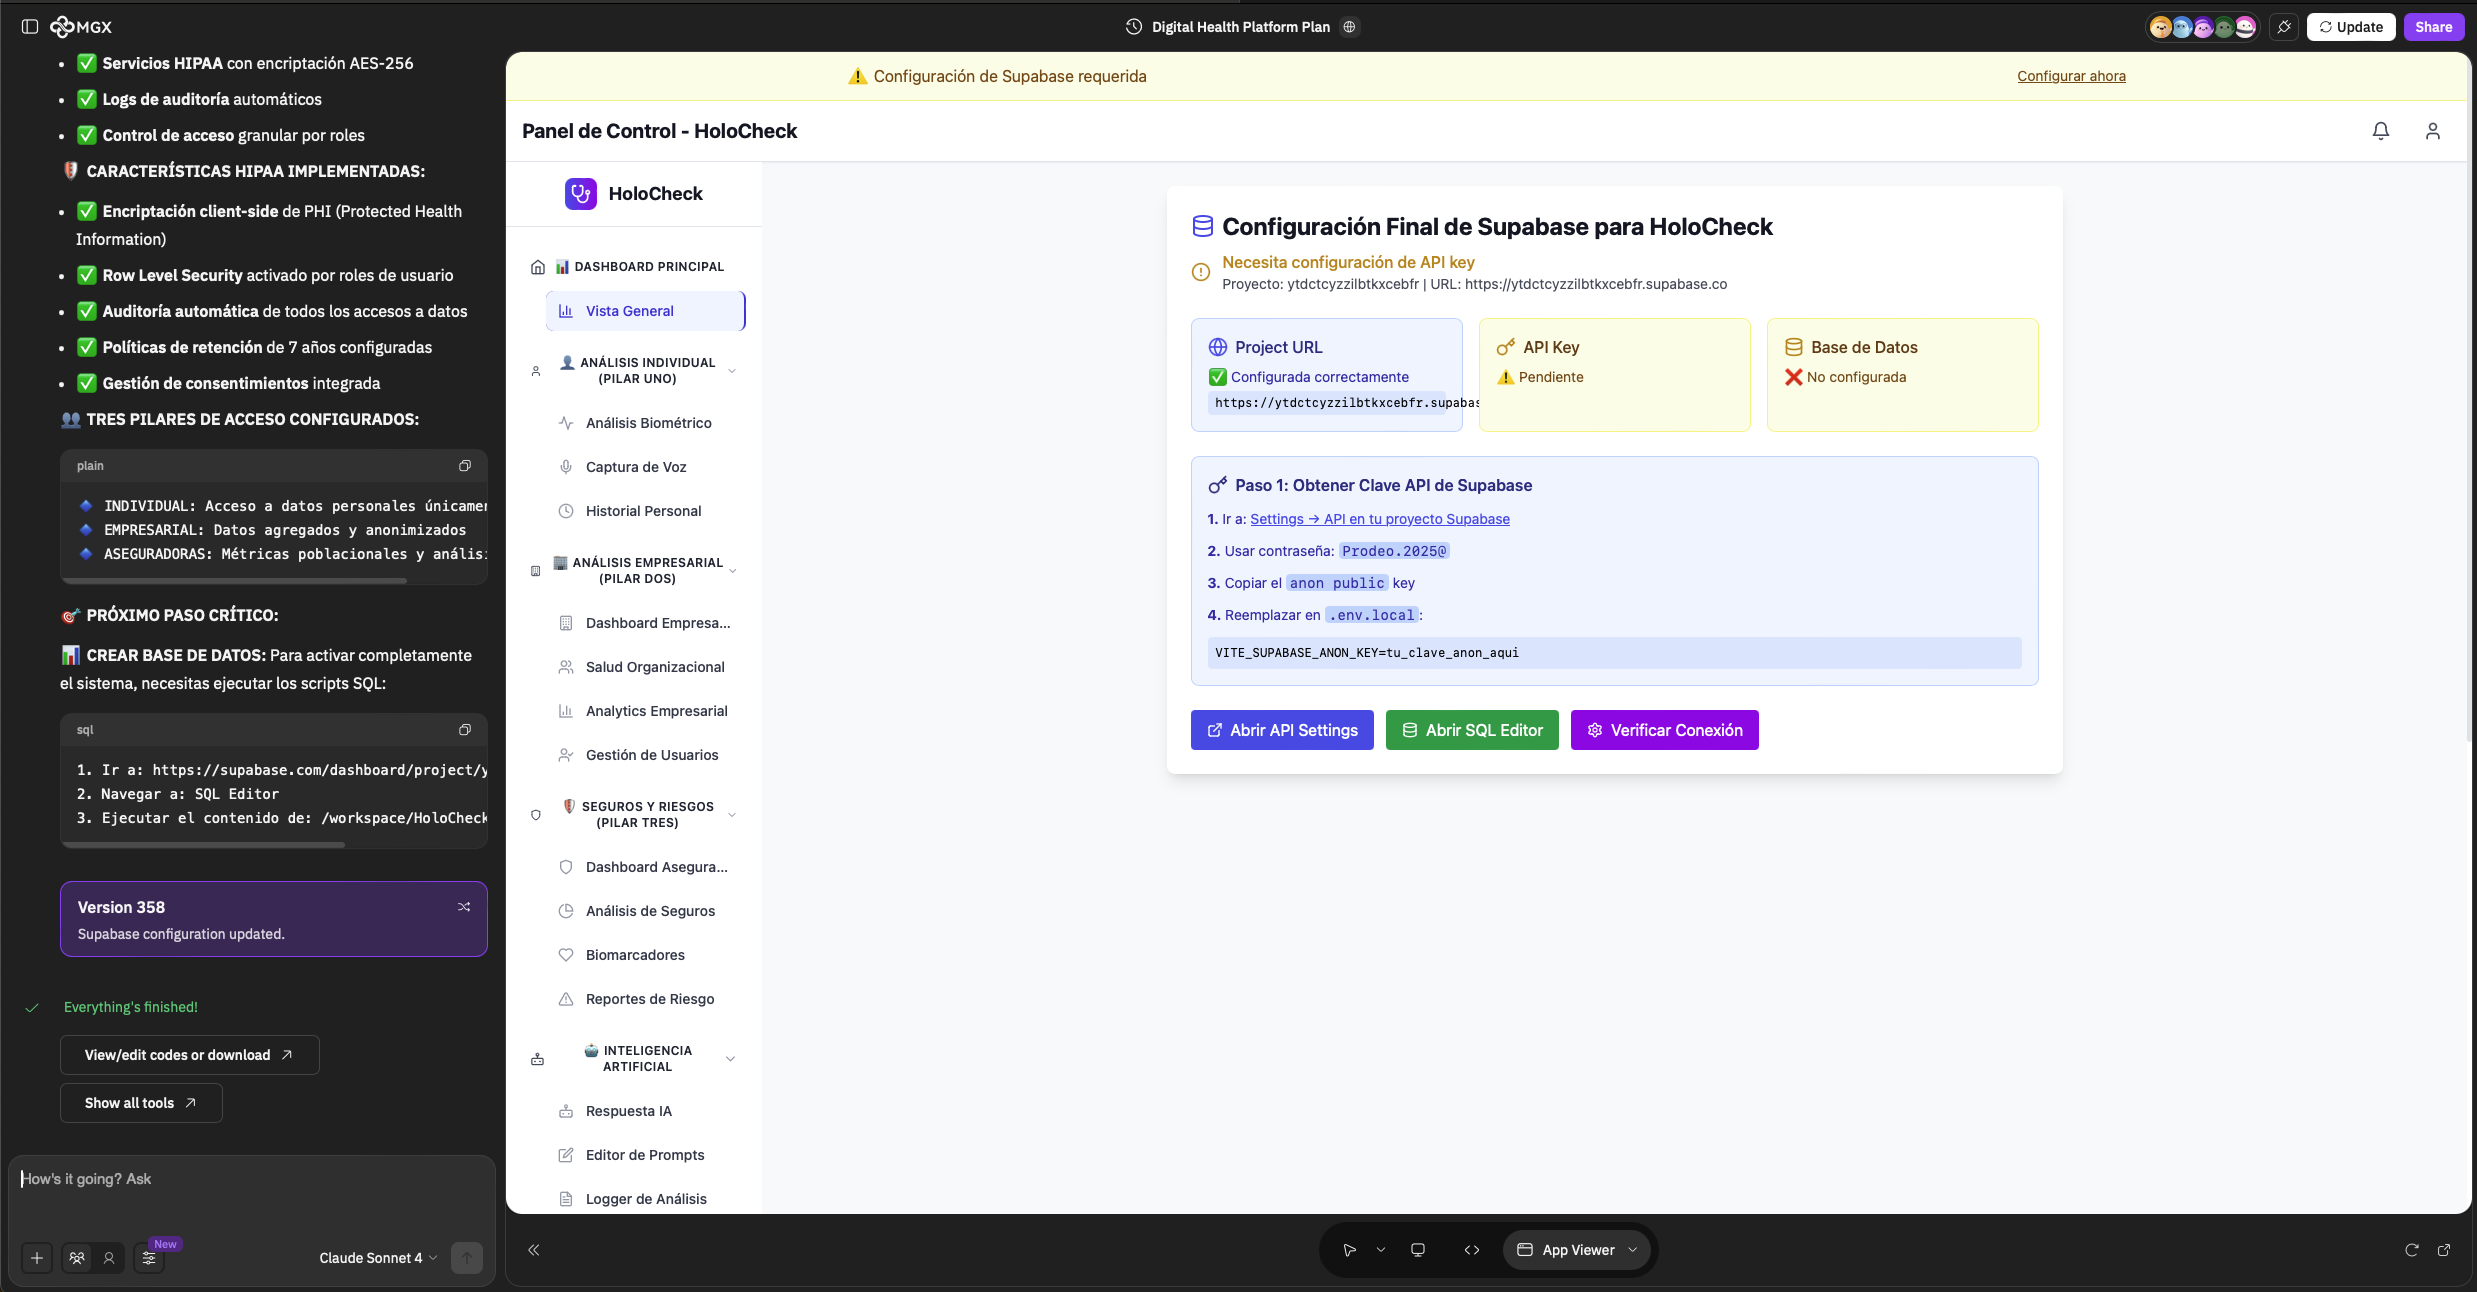 MGX
Digital Health Platform Plan
Update
Share
✅ Servicios HIPAA con encriptación AES-256
✅ Logs de auditoría automáticos
✅ Control de acceso granular por roles
🛡️ CARACTERÍSTICAS HIPAA IMPLEMENTADAS:
✅ Encriptación client-side de PHI (Protected Health
Information)
✅ Row Level Security activado por roles de usuario
✅ Auditoría automática de todos los accesos a datos
✅ Políticas de retención de 7 años configuradas
✅ Gestión de consentimientos integrada
👥 TRES PILARES DE ACCESO CONFIGURADOS:
plain
🔹 INDIVIDUAL: Acceso a datos personales únicamen
🔹 EMPRESARIAL: Datos agregados y anonimizados
🔹 ASEGURADORAS: Métricas poblacionales y anális
🎯 PRÓXIMO PASO CRÍTICO:
📊 CREAR BASE DE DATOS: Para activar completamente
el sistema, necesitas ejecutar los scripts SQL:
sql
1. Ir a: https://supabase.com/dashboard/project/y
2. Navegar a: SQL Editor
3. Ejecutar el contenido de: /workspace/HoloCheck
Version 358
Supabase configuration updated.
Everything's finished!
View/edit codes or download
Show all tools
How's it going? Ask
New
Claude Sonnet 4
⚠️ Configuración de Supabase requerida
Configurar ahora
Panel de Control - HoloCheck
HoloCheck
📊 DASHBOARD PRINCIPAL
Vista General
👤 ANÁLISIS INDIVIDUAL
(PILAR UNO)
Análisis Biométrico
Captura de Voz
Historial Personal
🏢 ANÁLISIS EMPRESARIAL
(PILAR DOS)
Dashboard Empresa...
Salud Organizacional
Analytics Empresarial
Gestión de Usuarios
🛡️ SEGUROS Y RIESGOS
(PILAR TRES)
Dashboard Asegura...
Análisis de Seguros
Biomarcadores
Reportes de Riesgo
🤖 INTELIGENCIA
ARTIFICIAL
Respuesta IA
Editor de Prompts
Logger de Análisis
Configuración Final de Supabase para HoloCheck
Necesita configuración de API key
Proyecto: ytdctcyzzilbtkxcebfr | URL: https://ytdctcyzzilbtkxcebfr.supabase.co
Project URL
✅ Configurada correctamente
https://ytdctcyzzilbtkxcebfr.supabas
API Key
⚠️ Pendiente
Base de Datos
❌ No configurada
Paso 1: Obtener Clave API de Supabase
1. Ir a: Settings → API en tu proyecto Supabase
2. Usar contraseña: Prodeo.2025@
3. Copiar el anon public key
4. Reemplazar en .env.local:
VITE_SUPABASE_ANON_KEY=tu_clave_anon_aqui
Abrir API Settings
Abrir SQL Editor
Verificar Conexión
App Viewer